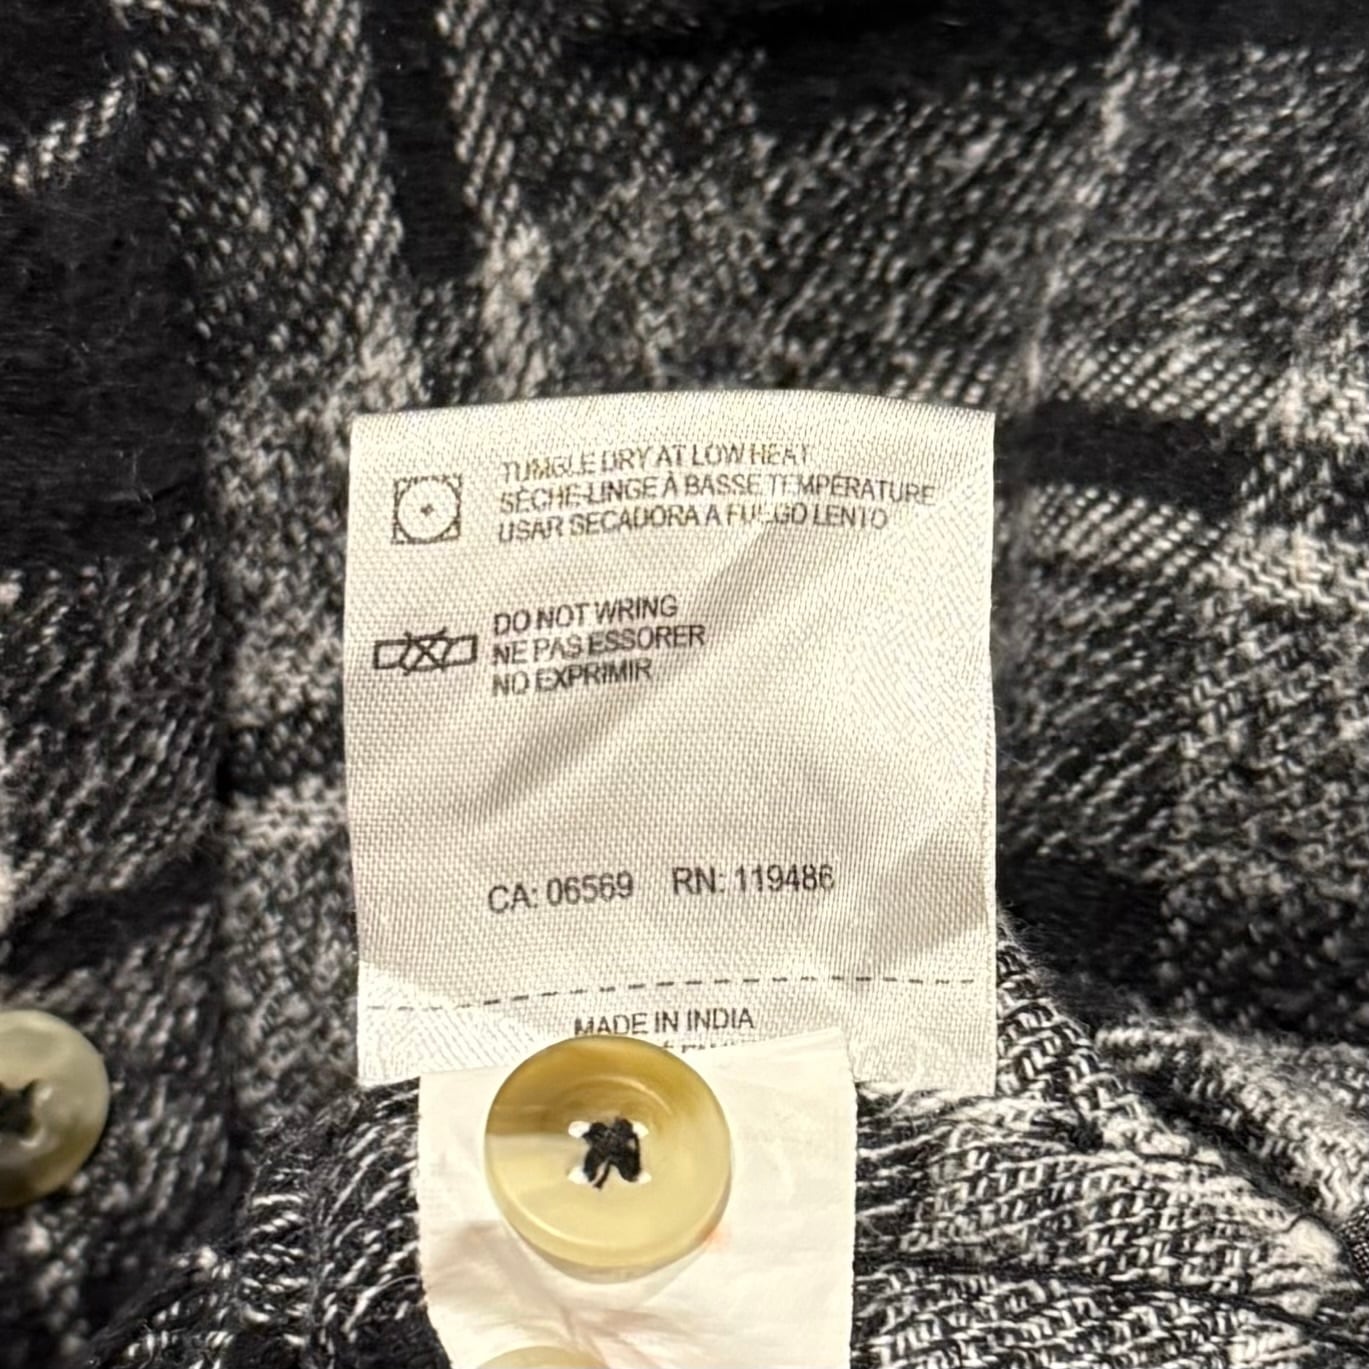 TUMBLE DRY AT LOW HEAT
SÈCHE-LINGE À BASSE TEMPÉRATURE
USAR SECADORA A FUEGO LENTO
DO NOT WRING
NE PAS ESSORER
NO EXPRIMIR
CA: 06569 RN: 119486
MADE IN INDIA